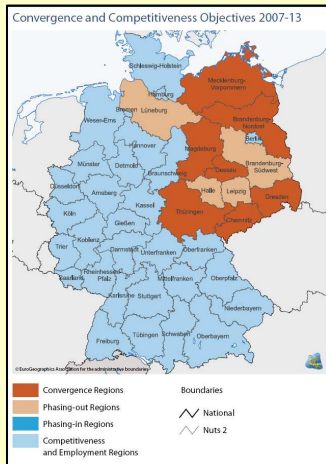 Convergence and Competitiveness Objectives 2007-13
Schleswig-Holstein
Hamburg
Mecklenburg-
Vorpommern
Bremen
Lüneburg
Weser-Ems
Brandenburg-
Nordost
Berlin
Hannover
Magdeburg
Brandenburg-
Südwest
Münster
Detmold
Braunschweig
Dessau
Düsseldorf
Arnsberg
Kassel
Halle
Leipzig
Dresden
Köln
Gießen
Thüringen
Chemnitz
Koblenz
Trier
Darmstadt
Unterfranken
Oberfranken
Rheinhessen-
Pfalz
Saarland
Mittelfranken
Oberpfalz
Karlsruhe
Stuttgart
Niederbayern
Freiburg
Tübingen
Schwaben
Oberbayern
©EuroGeographics Association for the administrative boundaries
Convergence Regions
Phasing-out Regions
Phasing-in Regions
Competitiveness
and Employment Regions
Boundaries
National
Nuts 2